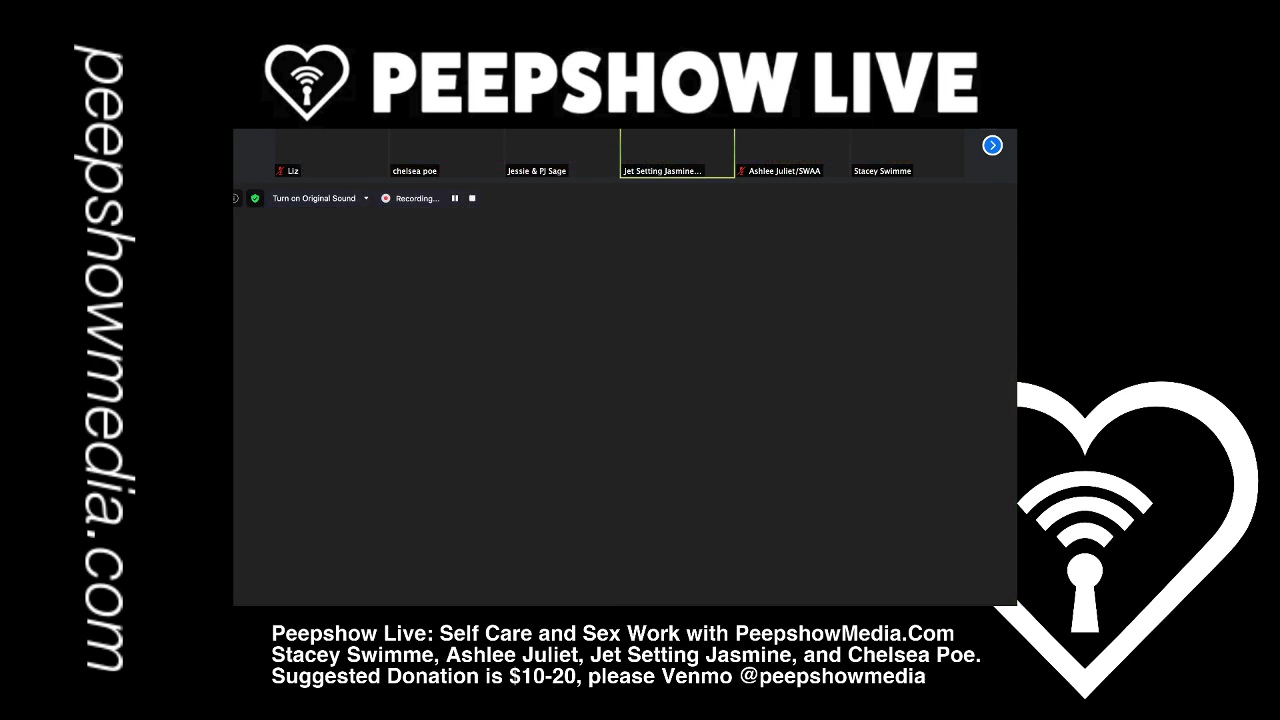 peepshowmedia.com
PEEPSHOW LIVE
Liz
chelsea poe
Jessie & PJ Sage
Jet Setting Jasmine...
Ashlee Juliet/SWAA
Stacey Swimme
Turn on Original Sound
Recording...
Peepshow Live: Self Care and Sex Work with PeepshowMedia.Com
Stacey Swimme, Ashlee Juliet, Jet Setting Jasmine, and Chelsea Poe.
Suggested Donation is $10-20, please Venmo @peepshowmedia